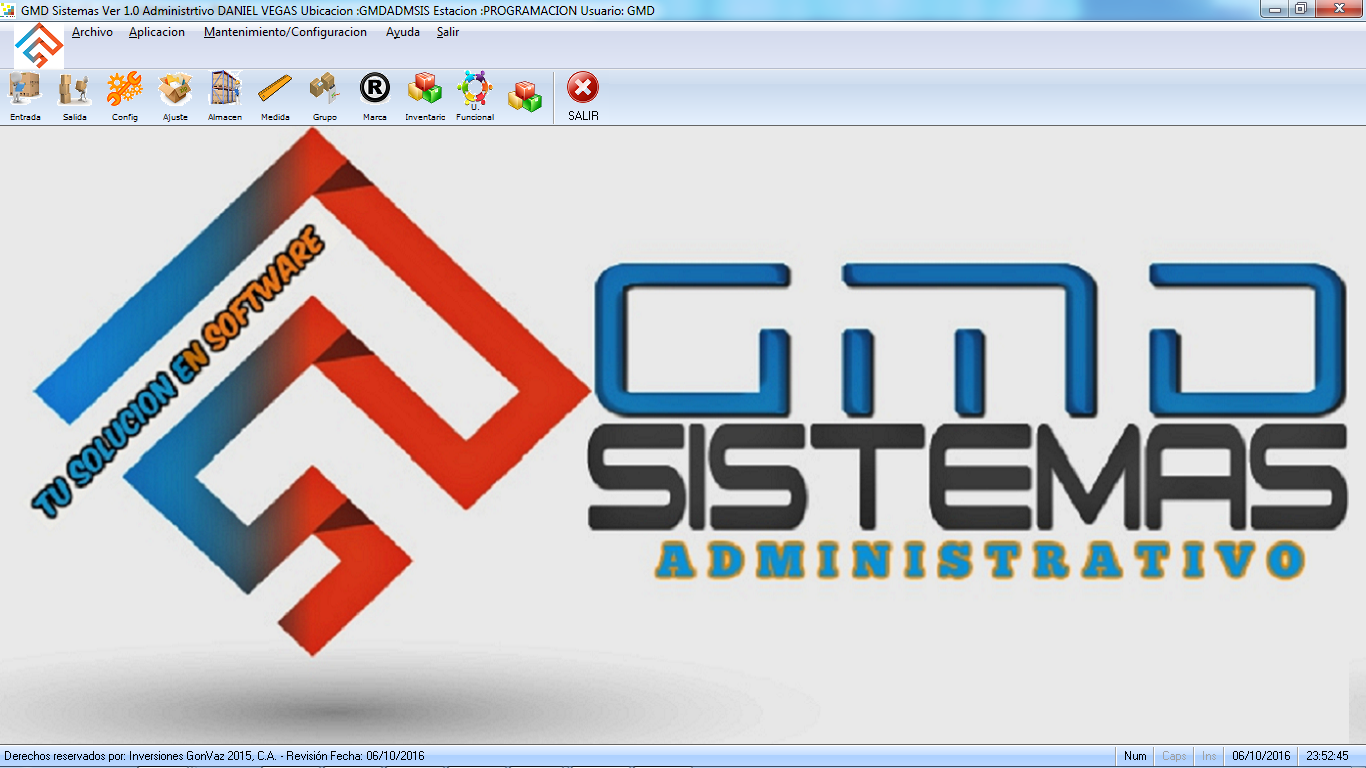 GMD Sistemas Ver 1.0 Administrtivo DANIEL VEGAS Ubicacion :GMDADMSIS Estacion :PROGRAMACION Usuario: GMD
Archivo Aplicacion Mantenimiento/Configuracion Ayuda Salir
Entrada Salida Config Ajuste Almacen Medida Grupo Marca Inventario U. Funcional SALIR
TU SOLUCION EN SOFTWARE
GMD
SISTEMAS
ADMINISTRATIVO
Derechos reservados por: Inversiones GonVaz 2015, C.A. - Revisión Fecha: 06/10/2016 Num Caps Ins 06/10/2016 23:52:45